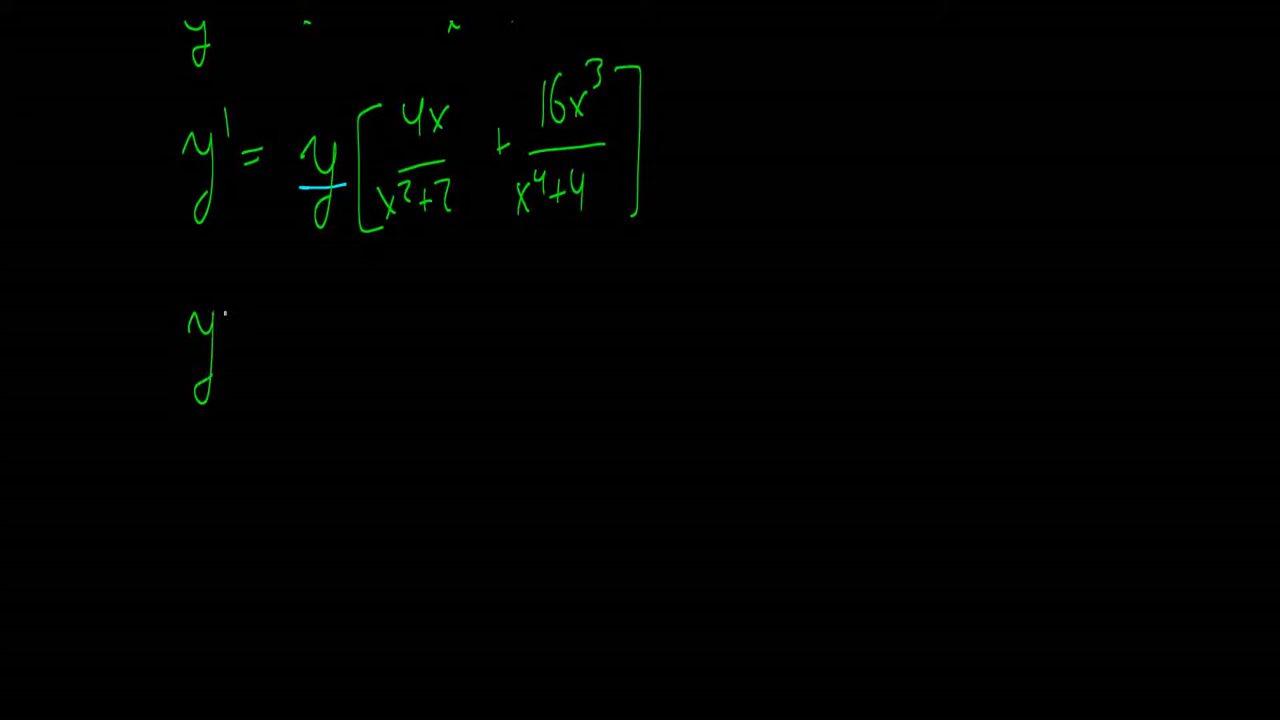 y
y' = y [ 4x/(x²+2) + 16x³/(x⁴+4) ]
y